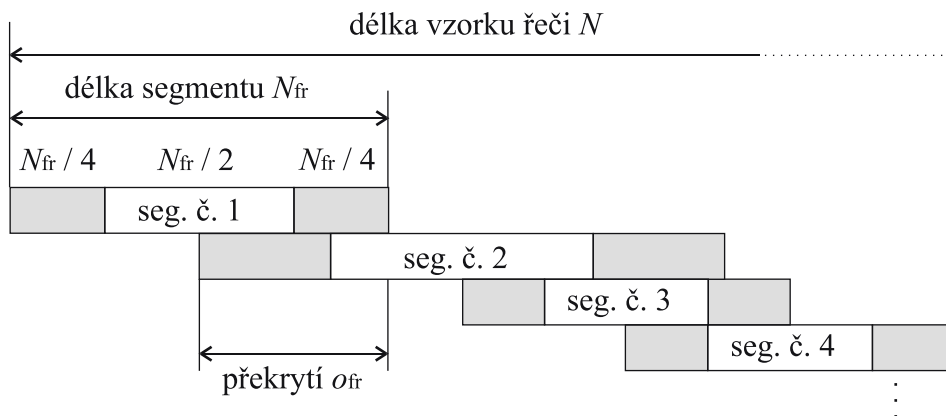 délka vzorku řeči N
délka segmentu Nfr
Nfr / 4 Nfr / 2 Nfr / 4
seg. č. 1
seg. č. 2
seg. č. 3
seg. č. 4
překrytí ofr